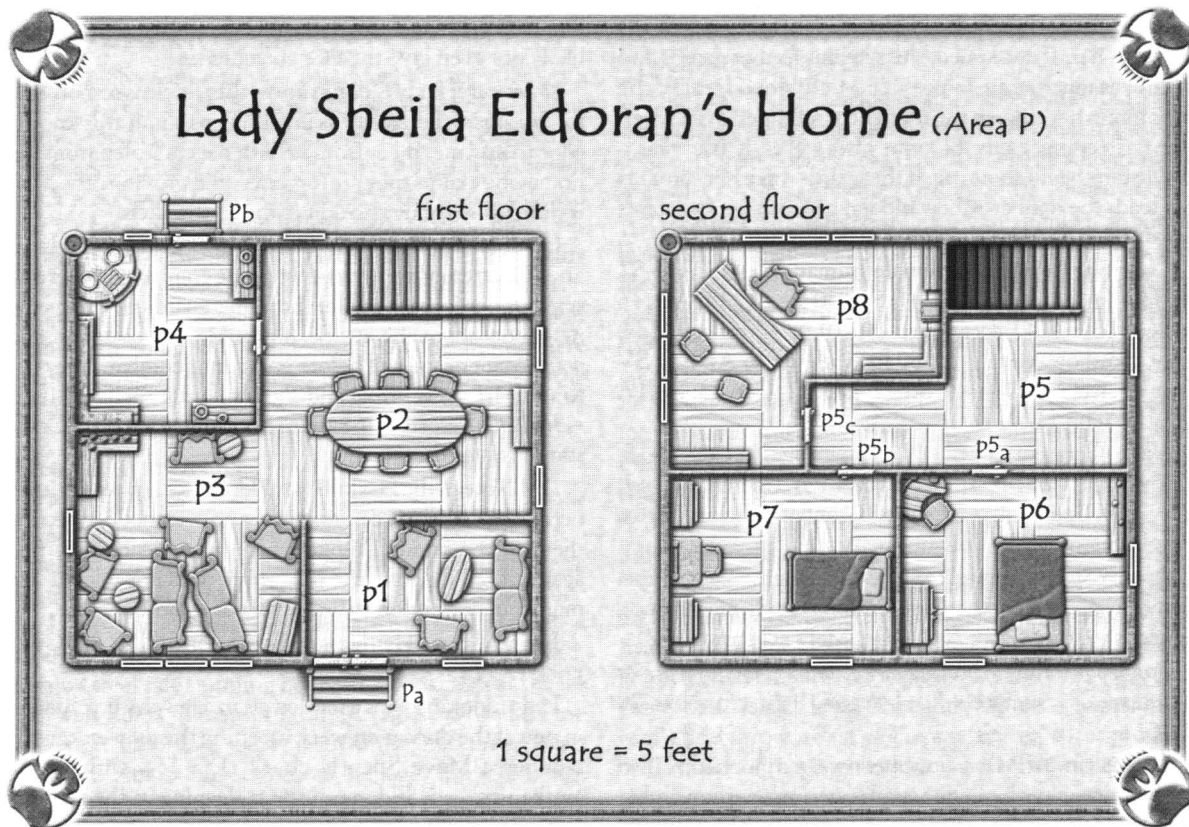 Lady Sheila Eldoran's Home (Area P)
first floor
second floor
Pb
p4
p2
p3
p1
Pa
p8
p5
p5c
p5b
p5a
p7
p6
1 square = 5 feet